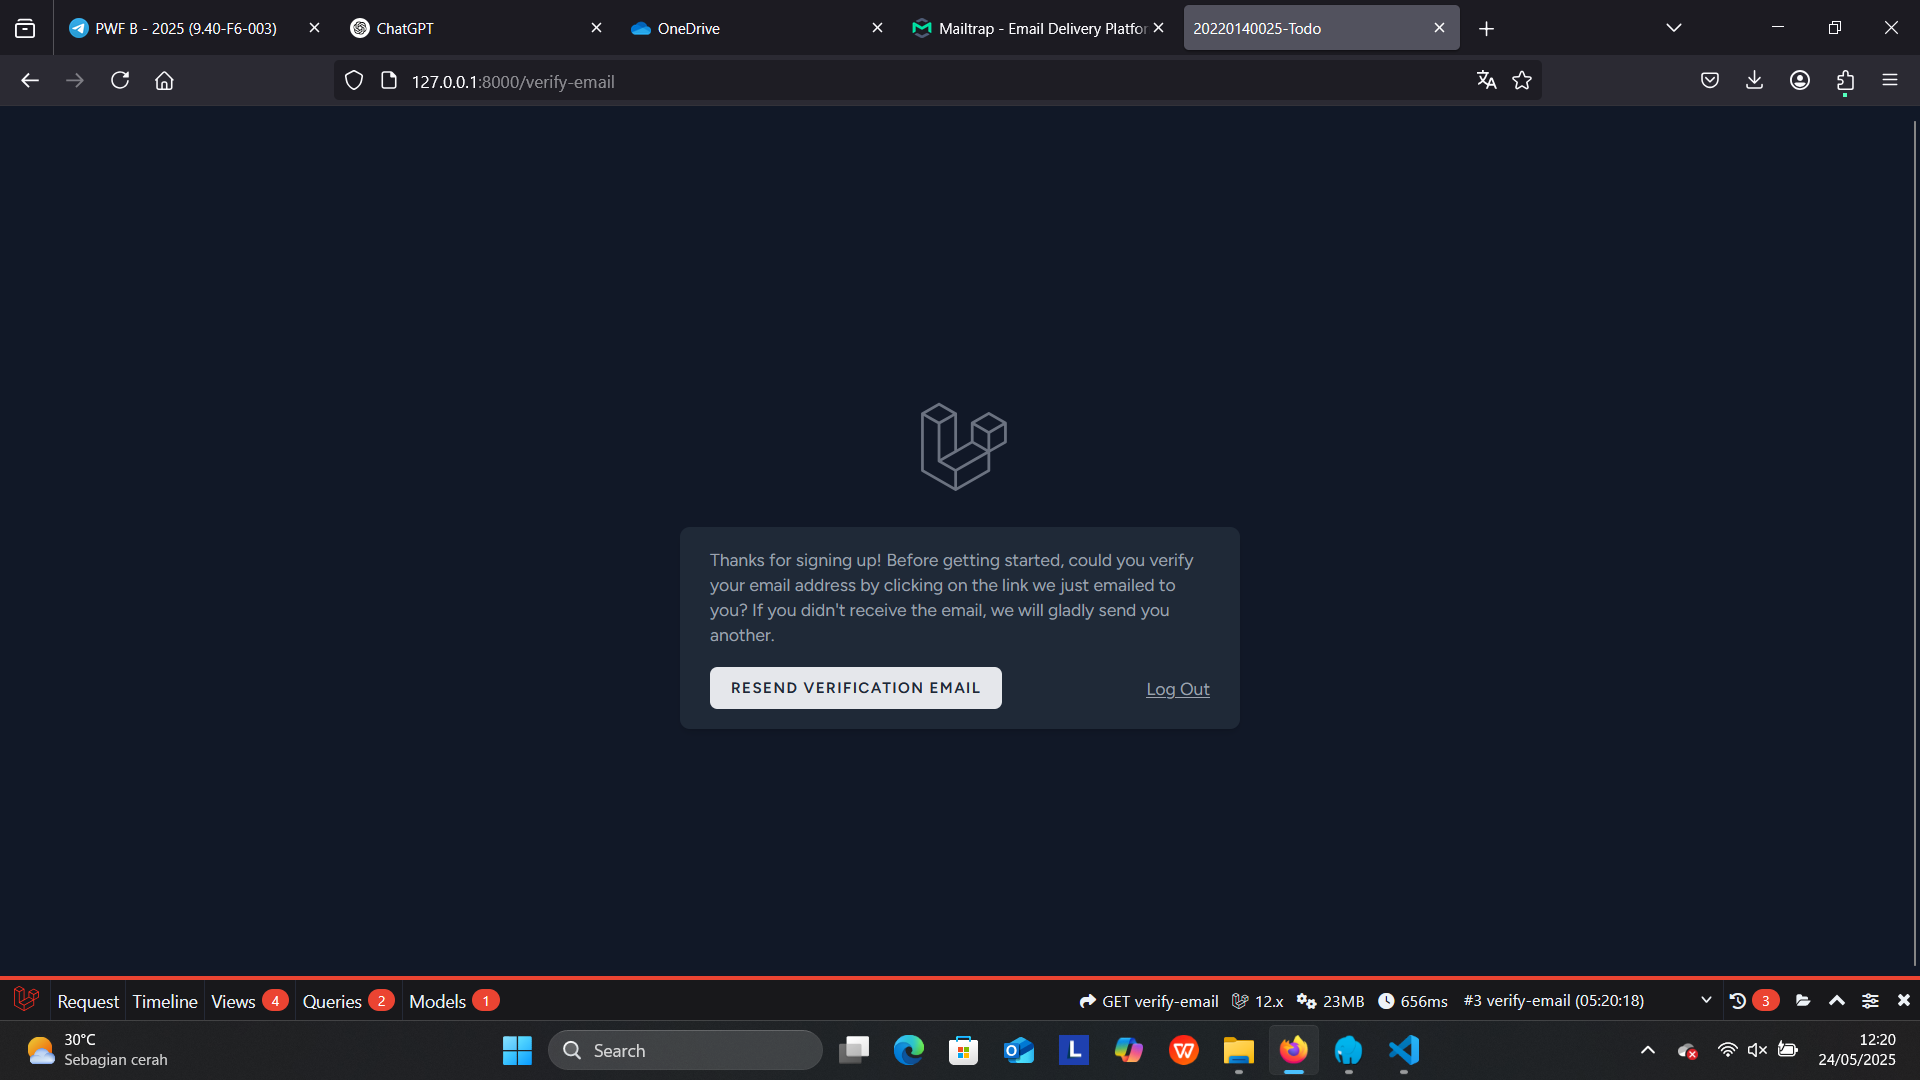 PWF B - 2025 (9.40-F6-003)
ChatGPT
OneDrive
Mailtrap - Email Delivery Platfor
20220140025-Todo
127.0.0.1:8000/verify-email
Thanks for signing up! Before getting started, could you verify
your email address by clicking on the link we just emailed to
you? If you didn't receive the email, we will gladly send you
another.
RESEND VERIFICATION EMAIL
Log Out
Request
Timeline
Views 4
Queries 2
Models 1
GET verify-email
12.x
23MB
656ms
#3 verify-email (05:20:18)
3
30°C
Sebagian cerah
Search
12:20
24/05/2025